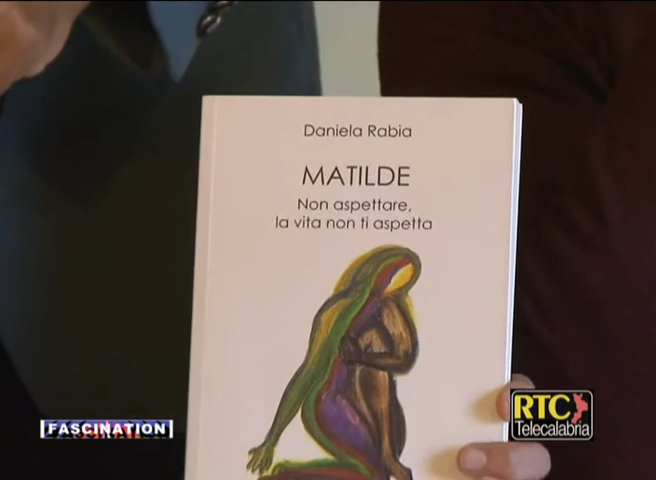 Daniela Rabia
MATILDE
Non aspettare,
la vita non ti aspetta
FASCINATION
RTC
Telecalabria